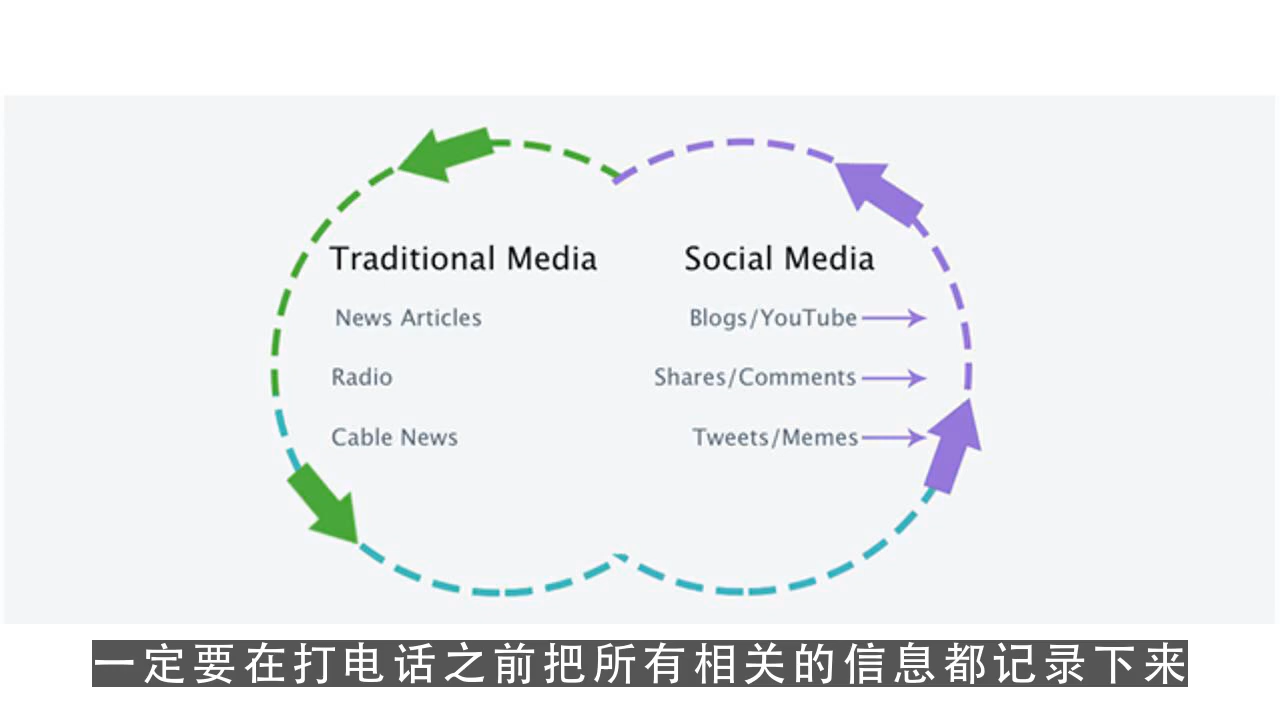 Traditional Media
Social Media
News Articles
Blogs/YouTube
Radio
Shares/Comments
Cable News
Tweets/Memes
一定要在打电话之前把所有相关的信息都记录下来